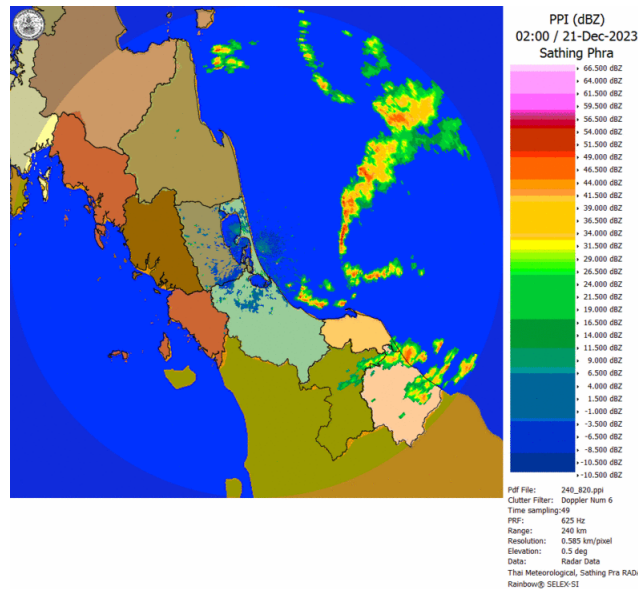 PPI (dBZ)
02:00 / 21-Dec-2023
Sathing Phra
66.500 dBZ
64.000 dBZ
61.500 dBZ
59.500 dBZ
56.500 dBZ
54.000 dBZ
51.500 dBZ
49.000 dBZ
46.500 dBZ
44.000 dBZ
41.500 dBZ
39.000 dBZ
36.500 dBZ
34.000 dBZ
31.500 dBZ
29.000 dBZ
26.500 dBZ
24.000 dBZ
21.500 dBZ
19.000 dBZ
16.500 dBZ
14.000 dBZ
11.500 dBZ
9.000 dBZ
6.500 dBZ
4.000 dBZ
1.500 dBZ
-1.000 dBZ
-3.500 dBZ
-6.500 dBZ
-8.500 dBZ
-10.500 dBZ
-10.500 dBZ
Pdf File: 240_820.ppi
Clutter Filter: Doppler Num 6
Time sampling:49
PRF: 625 Hz
Range: 240 km
Resolution: 0.585 km/pixel
Elevation: 0.5 deg
Data: Radar Data
Thai Meteorological, Sathing Pra RAD
Rainbow® SELEX-SI